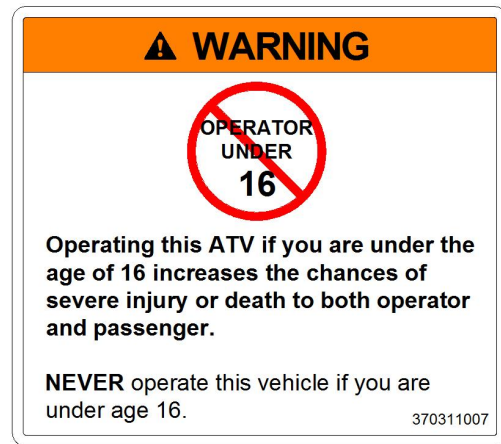 WARNING
OPERATOR
UNDER
16
Operating this ATV if you are under the
age of 16 increases the chances of
severe injury or death to both operator
and passenger.
NEVER operate this vehicle if you are
under age 16.
370311007